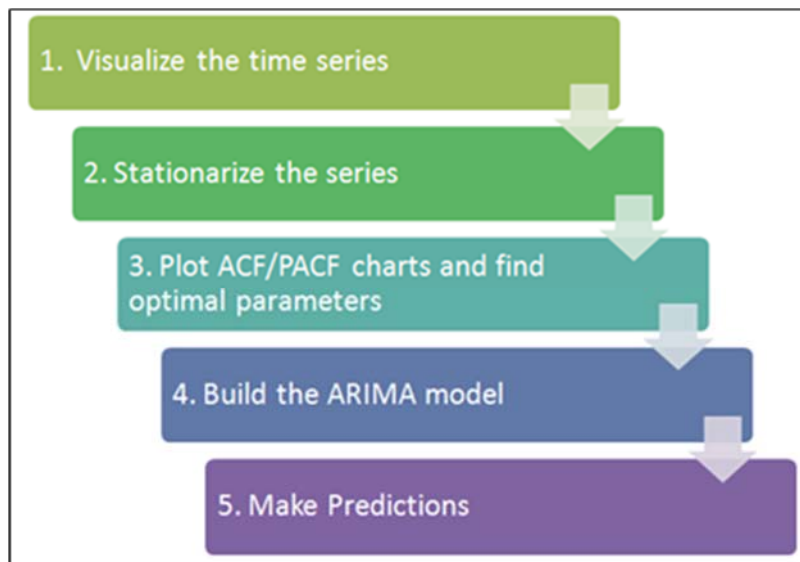 1. Visualize the time series
2. Stationarize the series
3. Plot ACF/PACF charts and find
optimal parameters
4. Build the ARIMA model
5. Make Predictions